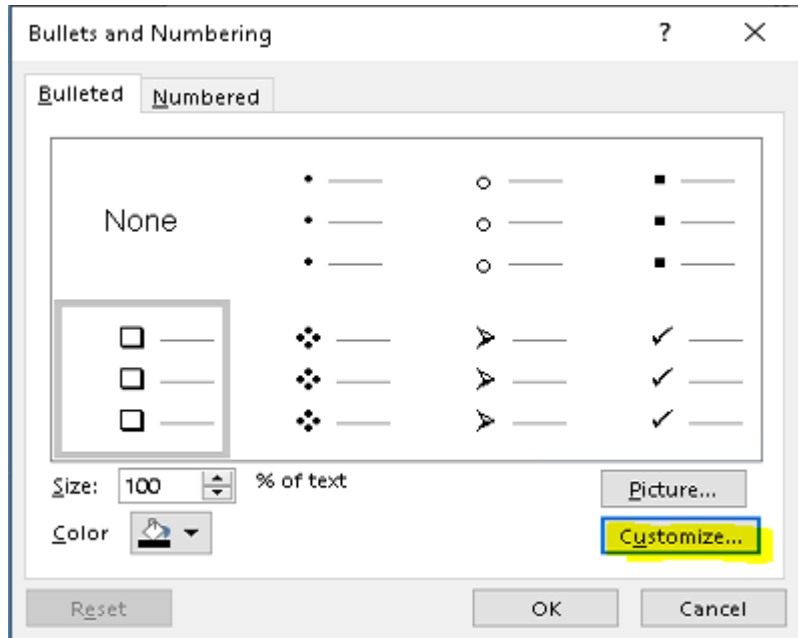 Bullets and Numbering
Bulleted
Numbered
None
Size: 100 % of text
Picture...
Color
Customize...
Reset
OK
Cancel